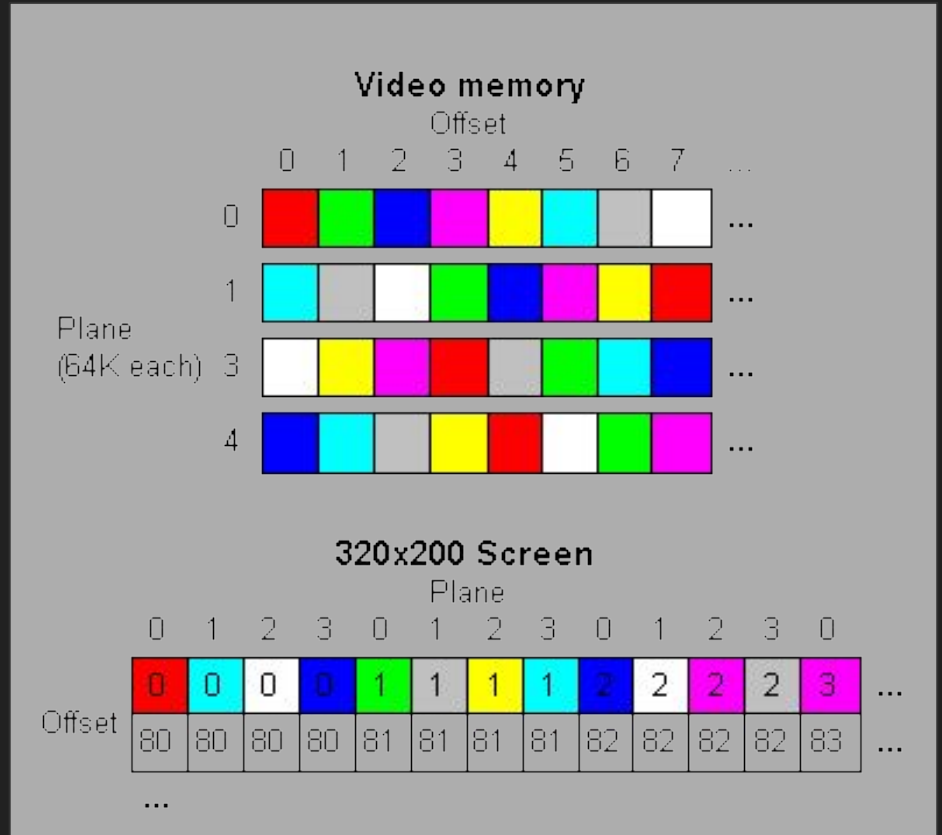 Video memory
Offset
0 1 2 3 4 5 6 7 ...
0 ...
1 ...
Plane
(64K each) 3 ...
4 ...
320x200 Screen
Plane
0 1 2 3 0 1 2 3 0 1 2 3 0
0 0 0 0 1 1 1 1 2 2 2 2 3 ...
Offset
80 80 80 80 81 81 81 81 82 82 82 82 83 ...
...